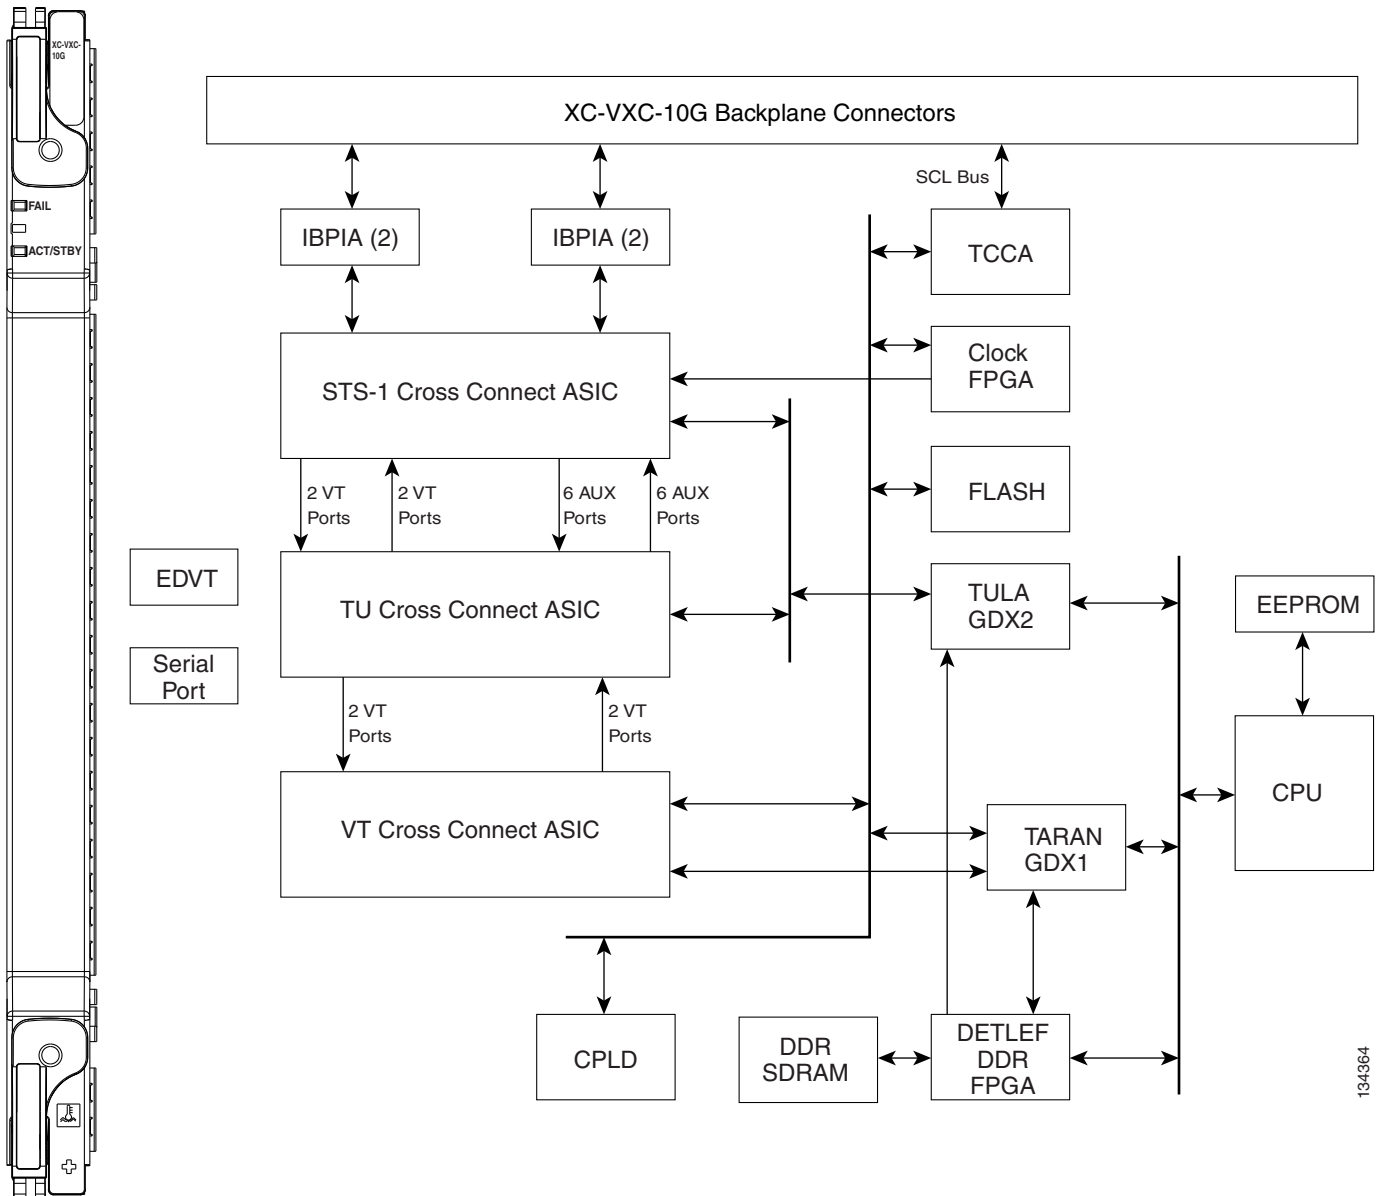 XC-VXC-
10G
FAIL
ACT/STBY
XC-VXC-10G Backplane Connectors
SCL Bus
IBPIA (2)
IBPIA (2)
TCCA
STS-1 Cross Connect ASIC
Clock
FPGA
2 VT
Ports
2 VT
Ports
6 AUX
Ports
6 AUX
Ports
FLASH
EDVT
TU Cross Connect ASIC
TULA
GDX2
EEPROM
Serial
Port
2 VT
Ports
2 VT
Ports
VT Cross Connect ASIC
TARAN
GDX1
CPU
CPLD
DDR
SDRAM
DETLEF
DDR
FPGA
134364